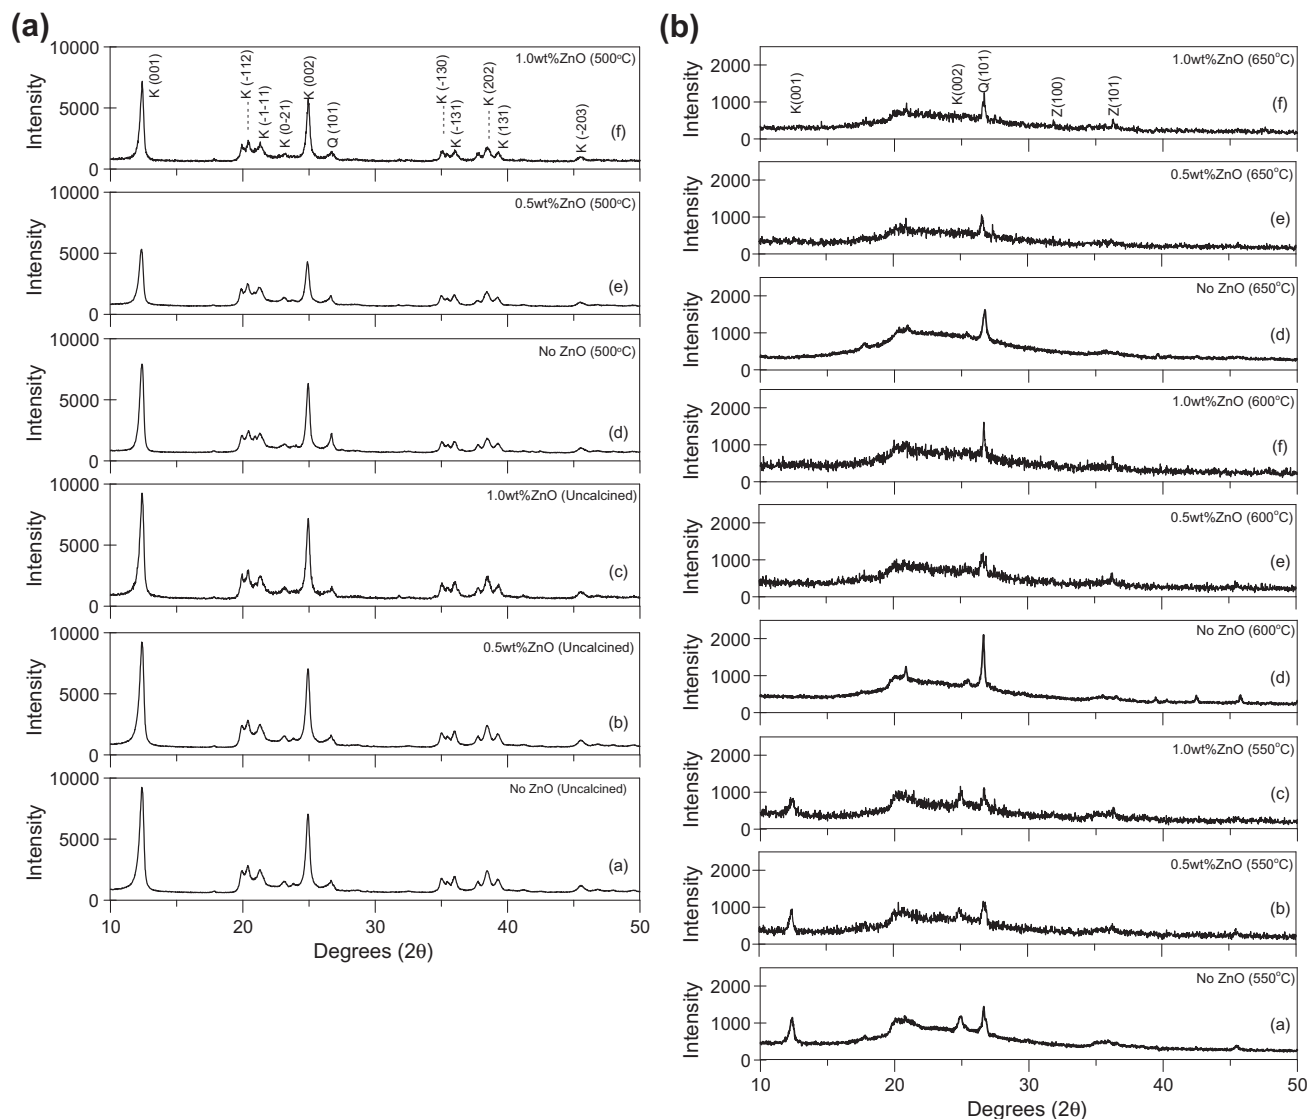 (a)
10000
5000
0
Intensity
1.0wt%ZnO (500°C)
K (001)
K (-112)
K (-1-11)
K (0-21)
K (002)
Q (101)
K (-130)
K (-131)
K (202)
K (131)
K (-203)
(f)
10000
5000
0
Intensity
0.5wt%ZnO (500°C)
(e)
10000
5000
0
Intensity
No ZnO (500°C)
(d)
10000
5000
0
Intensity
1.0wt%ZnO (Uncalcined)
(c)
10000
5000
0
Intensity
0.5wt%ZnO (Uncalcined)
(b)
10000
5000
0
Intensity
No ZnO (Uncalcined)
(a)
10 20 30 40 50
Degrees (2θ)
(b)
2000
1000
0
Intensity
1.0wt%ZnO (650°C)
K(001)
K(002)
Q(101)
Z(100)
Z(101)
(f)
2000
1000
0
Intensity
0.5wt%ZnO (650°C)
(e)
2000
1000
0
Intensity
No ZnO (650°C)
(d)
2000
1000
0
Intensity
1.0wt%ZnO (600°C)
(f)
2000
1000
0
Intensity
0.5wt%ZnO (600°C)
(e)
2000
1000
0
Intensity
No ZnO (600°C)
(d)
2000
1000
0
Intensity
1.0wt%ZnO (550°C)
(c)
2000
1000
0
Intensity
0.5wt%ZnO (550°C)
(b)
2000
1000
0
Intensity
No ZnO (550°C)
(a)
10 20 30 40 50
Degrees (2θ)